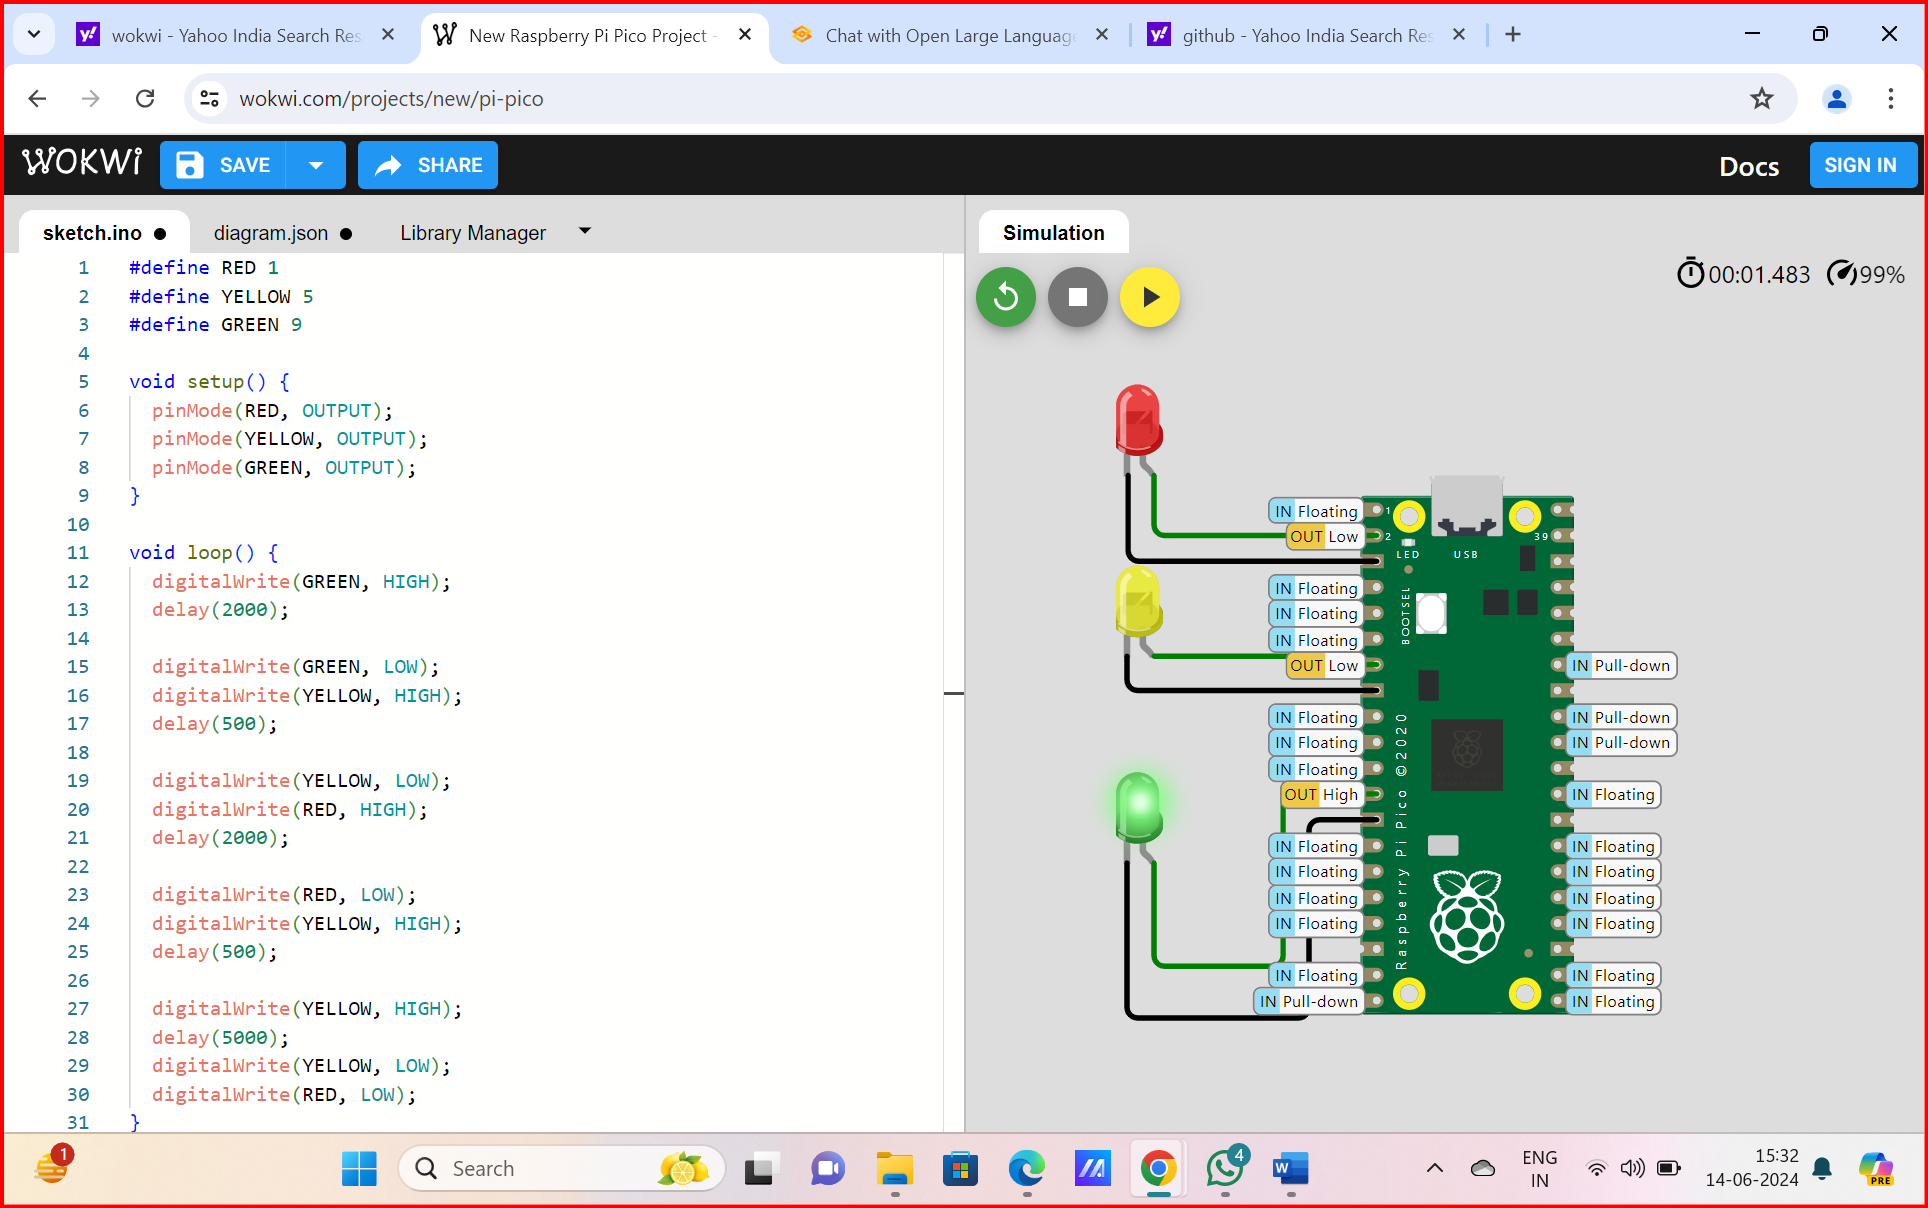 wokwi - Yahoo India Search Res
New Raspberry Pi Pico Project -
Chat with Open Large Language
github - Yahoo India Search Res
wokwi.com/projects/new/pi-pico
WOKWI
SAVE
SHARE
Docs
SIGN IN
sketch.ino ●
diagram.json ●
Library Manager
1 #define RED 1
2 #define YELLOW 5
3 #define GREEN 9
4
5 void setup() {
6 pinMode(RED, OUTPUT);
7 pinMode(YELLOW, OUTPUT);
8 pinMode(GREEN, OUTPUT);
9 }
10
11 void loop() {
12 digitalWrite(GREEN, HIGH);
13 delay(2000);
14
15 digitalWrite(GREEN, LOW);
16 digitalWrite(YELLOW, HIGH);
17 delay(500);
18
19 digitalWrite(YELLOW, LOW);
20 digitalWrite(RED, HIGH);
21 delay(2000);
22
23 digitalWrite(RED, LOW);
24 digitalWrite(YELLOW, HIGH);
25 delay(500);
26
27 digitalWrite(YELLOW, HIGH);
28 delay(5000);
29 digitalWrite(YELLOW, LOW);
30 digitalWrite(RED, LOW);
31 }
Simulation
00:01.483 99%
IN Floating
OUT Low
IN Floating
IN Floating
IN Floating
OUT Low
IN Floating
IN Floating
IN Floating
OUT High
IN Floating
IN Floating
IN Floating
IN Floating
IN Floating
IN Pull-down
1
2
39
LED
USB
BOOTSEL
Raspberry Pi Pico ©2020
IN Pull-down
IN Pull-down
IN Pull-down
IN Floating
IN Floating
IN Floating
IN Floating
IN Floating
IN Floating
IN Floating
1
Search
4
W
ENG
IN
15:32
14-06-2024
PRE